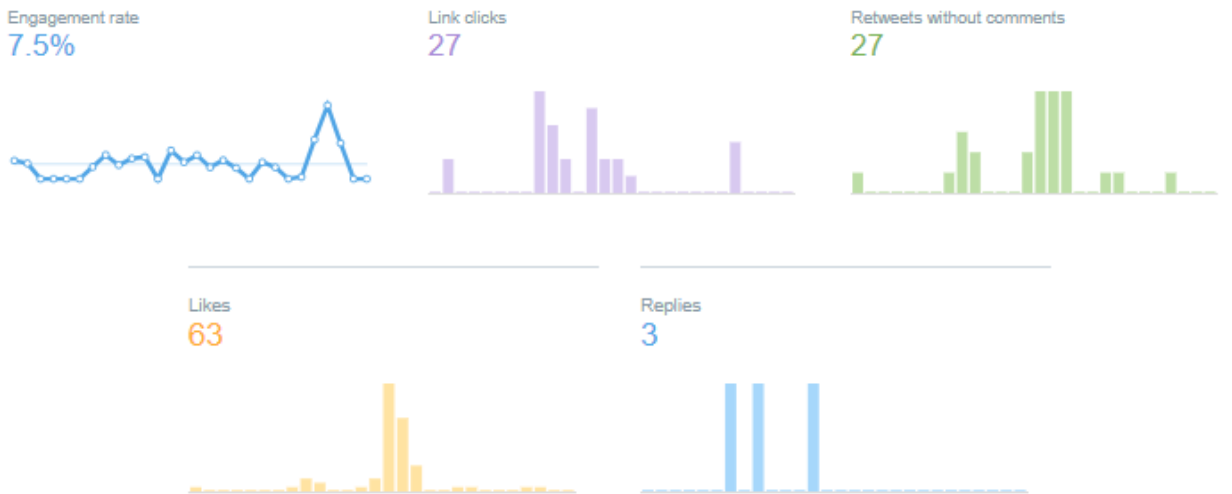 Engagement rate
7.5%
Link clicks
27
Retweets without comments
27
Likes
63
Replies
3